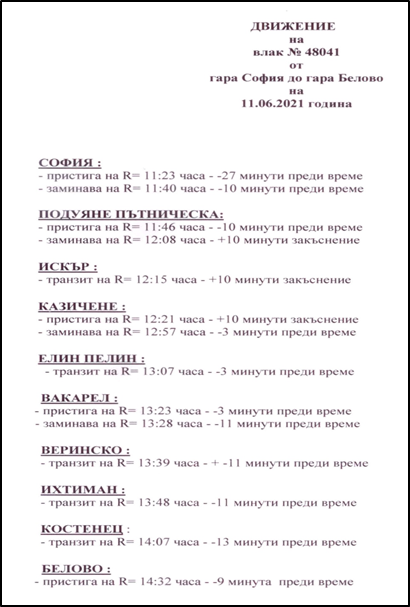 ДВИЖЕНИЕ
на
влак № 48041
от
гара София до гара Белово
на
11.06.2021 година
СОФИЯ :
- пристига на R= 11:23 часа - -27 минути преди време
- заминава на R= 11:40 часа - -10 минути преди време
ПОДУЯНЕ ПЪТНИЧЕСКА:
- пристига на R= 11:46 часа - -10 минути преди време
- заминава на R= 12:08 часа - +10 минути закъснение
ИСКЪР :
- транзит на R= 12:15 часа - +10 минути закъснение
КАЗИЧЕНЕ :
- пристига на R= 12:21 часа - +10 минути закъснение
- заминава на R= 12:57 часа - -3 минути преди време
ЕЛИН ПЕЛИН :
- транзит на R= 13:07 часа - -3 минути преди време
ВАКАРЕЛ :
- пристига на R= 13:23 часа - -3 минути преди време
- заминава на R= 13:28 часа - -11 минути преди време
ВЕРИНСКО :
- транзит на R= 13:39 часа - + -11 минути преди време
ИХТИМАН :
- транзит на R= 13:48 часа - -11 минути преди време
КОСТЕНЕЦ :
- транзит на R= 14:07 часа - -13 минути преди време
БЕЛОВО :
- пристига на R= 14:32 часа - -9 минута преди време